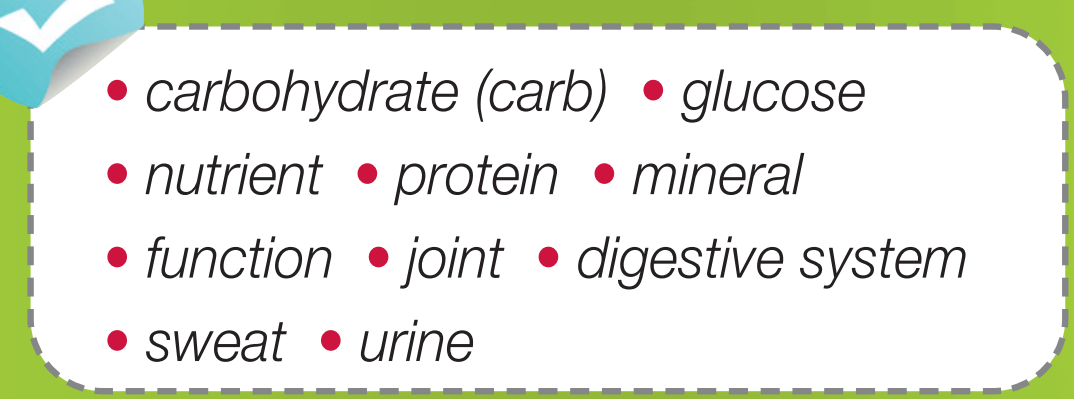 • carbohydrate (carb) • glucose
• nutrient • protein • mineral
• function • joint • digestive system
• sweat • urine